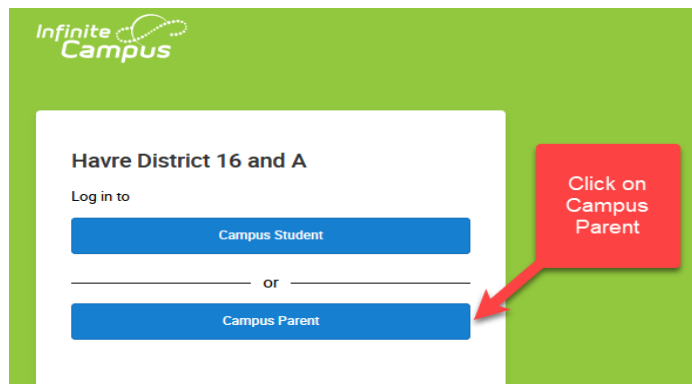 Infinite
Campus
Havre District 16 and A
Log in to
Campus Student
or
Campus Parent
Click on
Campus
Parent